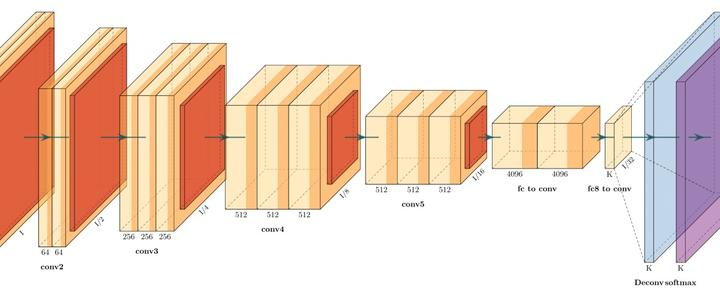 1
64 64
conv2
1/2
256 256 256
conv3
1/4
512 512 512
conv4
1/8
512 512 512
conv5
1/16
4096 4096
fc to conv
K
1/32
fc8 to conv
K
K
Deconv softmax